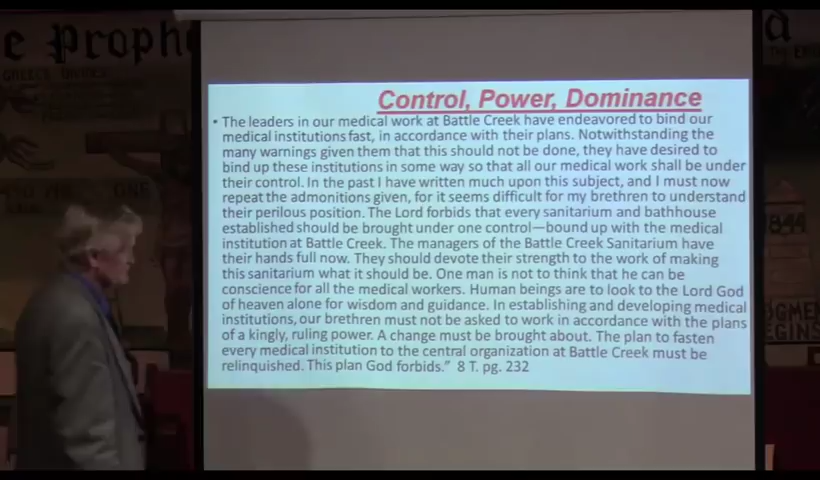 e Proph
GREECE
Control, Power, Dominance
• The leaders in our medical work at Battle Creek have endeavored to bind our
medical institutions fast, in accordance with their plans. Notwithstanding the
many warnings given them that this should not be done, they have desired to
bind up these institutions in some way so that all our medical work shall be under
their control. In the past I have written much upon this subject, and I must now
repeat the admonitions given, for it seems difficult for my brethren to understand
their perilous position. The Lord forbids that every sanitarium and bathhouse
established should be brought under one control—bound up with the medical
institution at Battle Creek. The managers of the Battle Creek Sanitarium have
their hands full now. They should devote their strength to the work of making
this sanitarium what it should be. One man is not to think that he can be
conscience for all the medical workers. Human beings are to look to the Lord God
of heaven alone for wisdom and guidance. In establishing and developing medical
institutions, our brethren must not be asked to work in accordance with the plans
of a kingly, ruling power. A change must be brought about. The plan to fasten
every medical institution to the central organization at Battle Creek must be
relinquished. This plan God forbids.” 8 T. pg. 232
a
1844
GMEN
EGINS